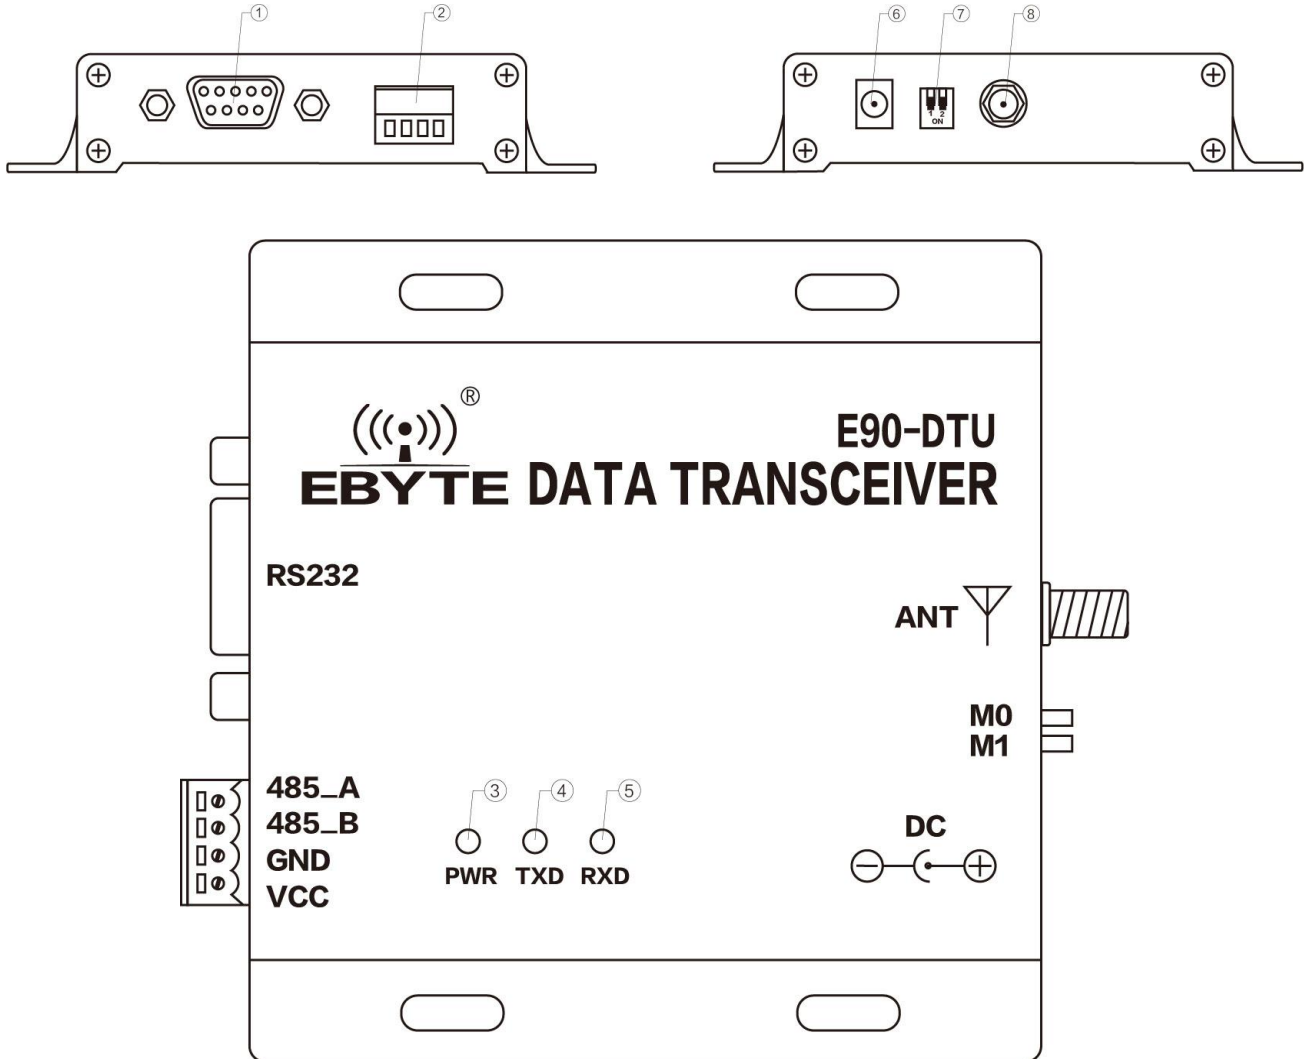 ① ② ⑥ ⑦ ⑧
1 2
ON
®
E90-DTU
EBYTE DATA TRANSCEIVER
RS232
ANT
M0
M1
485_A
485_B
GND
VCC
③ ④ ⑤
PWR TXD RXD
DC